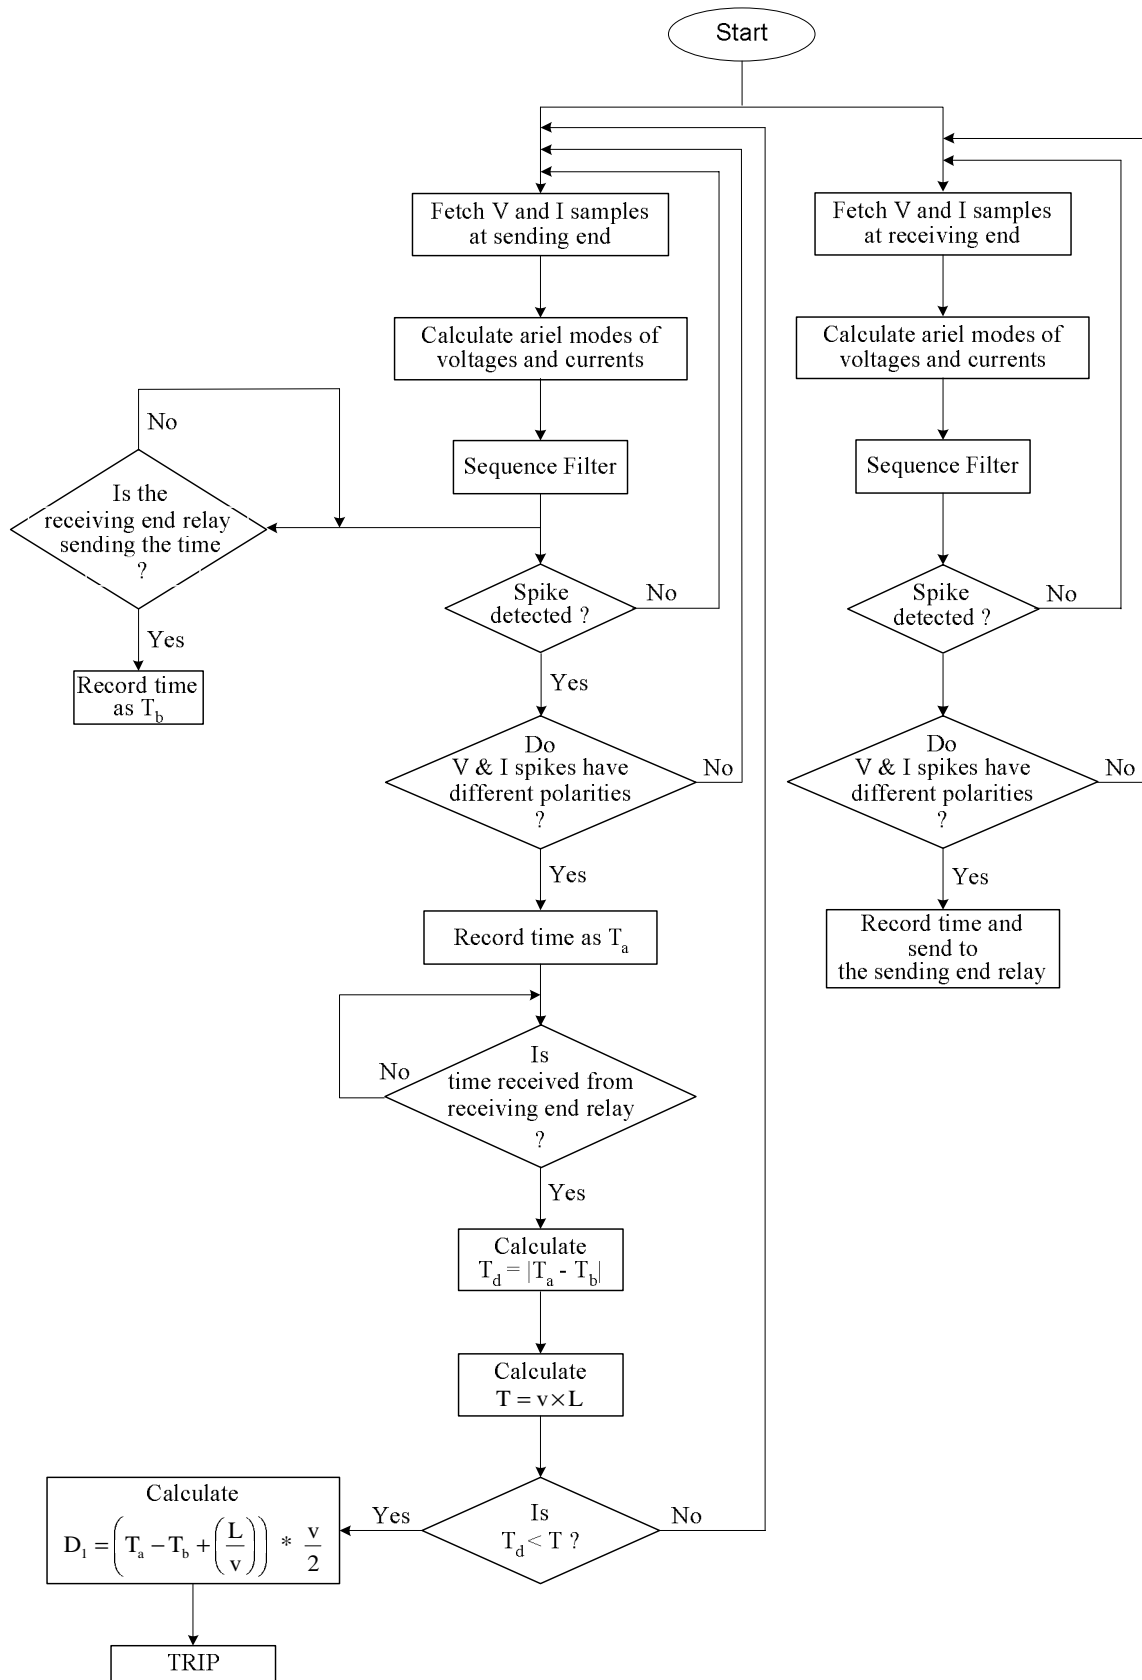 Start
Fetch V and I samples
at sending end
Calculate ariel modes of
voltages and currents
Sequence Filter
No
Is the
receiving end relay
sending the time
?
Yes
Record time
as T_b
Spike
detected ?
No
Yes
Do
V & I spikes have
different polarities
?
No
Yes
Record time as T_a
Is
time received from
receiving end relay
?
No
Yes
Calculate
T_d = |T_a - T_b|
Calculate
T = v × L
Is
T_d < T ?
No
Yes
Calculate
D_1 = (T_a − T_b + (L/v)) * v/2
TRIP
Fetch V and I samples
at receiving end
Calculate ariel modes of
voltages and currents
Sequence Filter
Spike
detected ?
No
Do
V & I spikes have
different polarities
?
No
Yes
Record time and
send to
the sending end relay